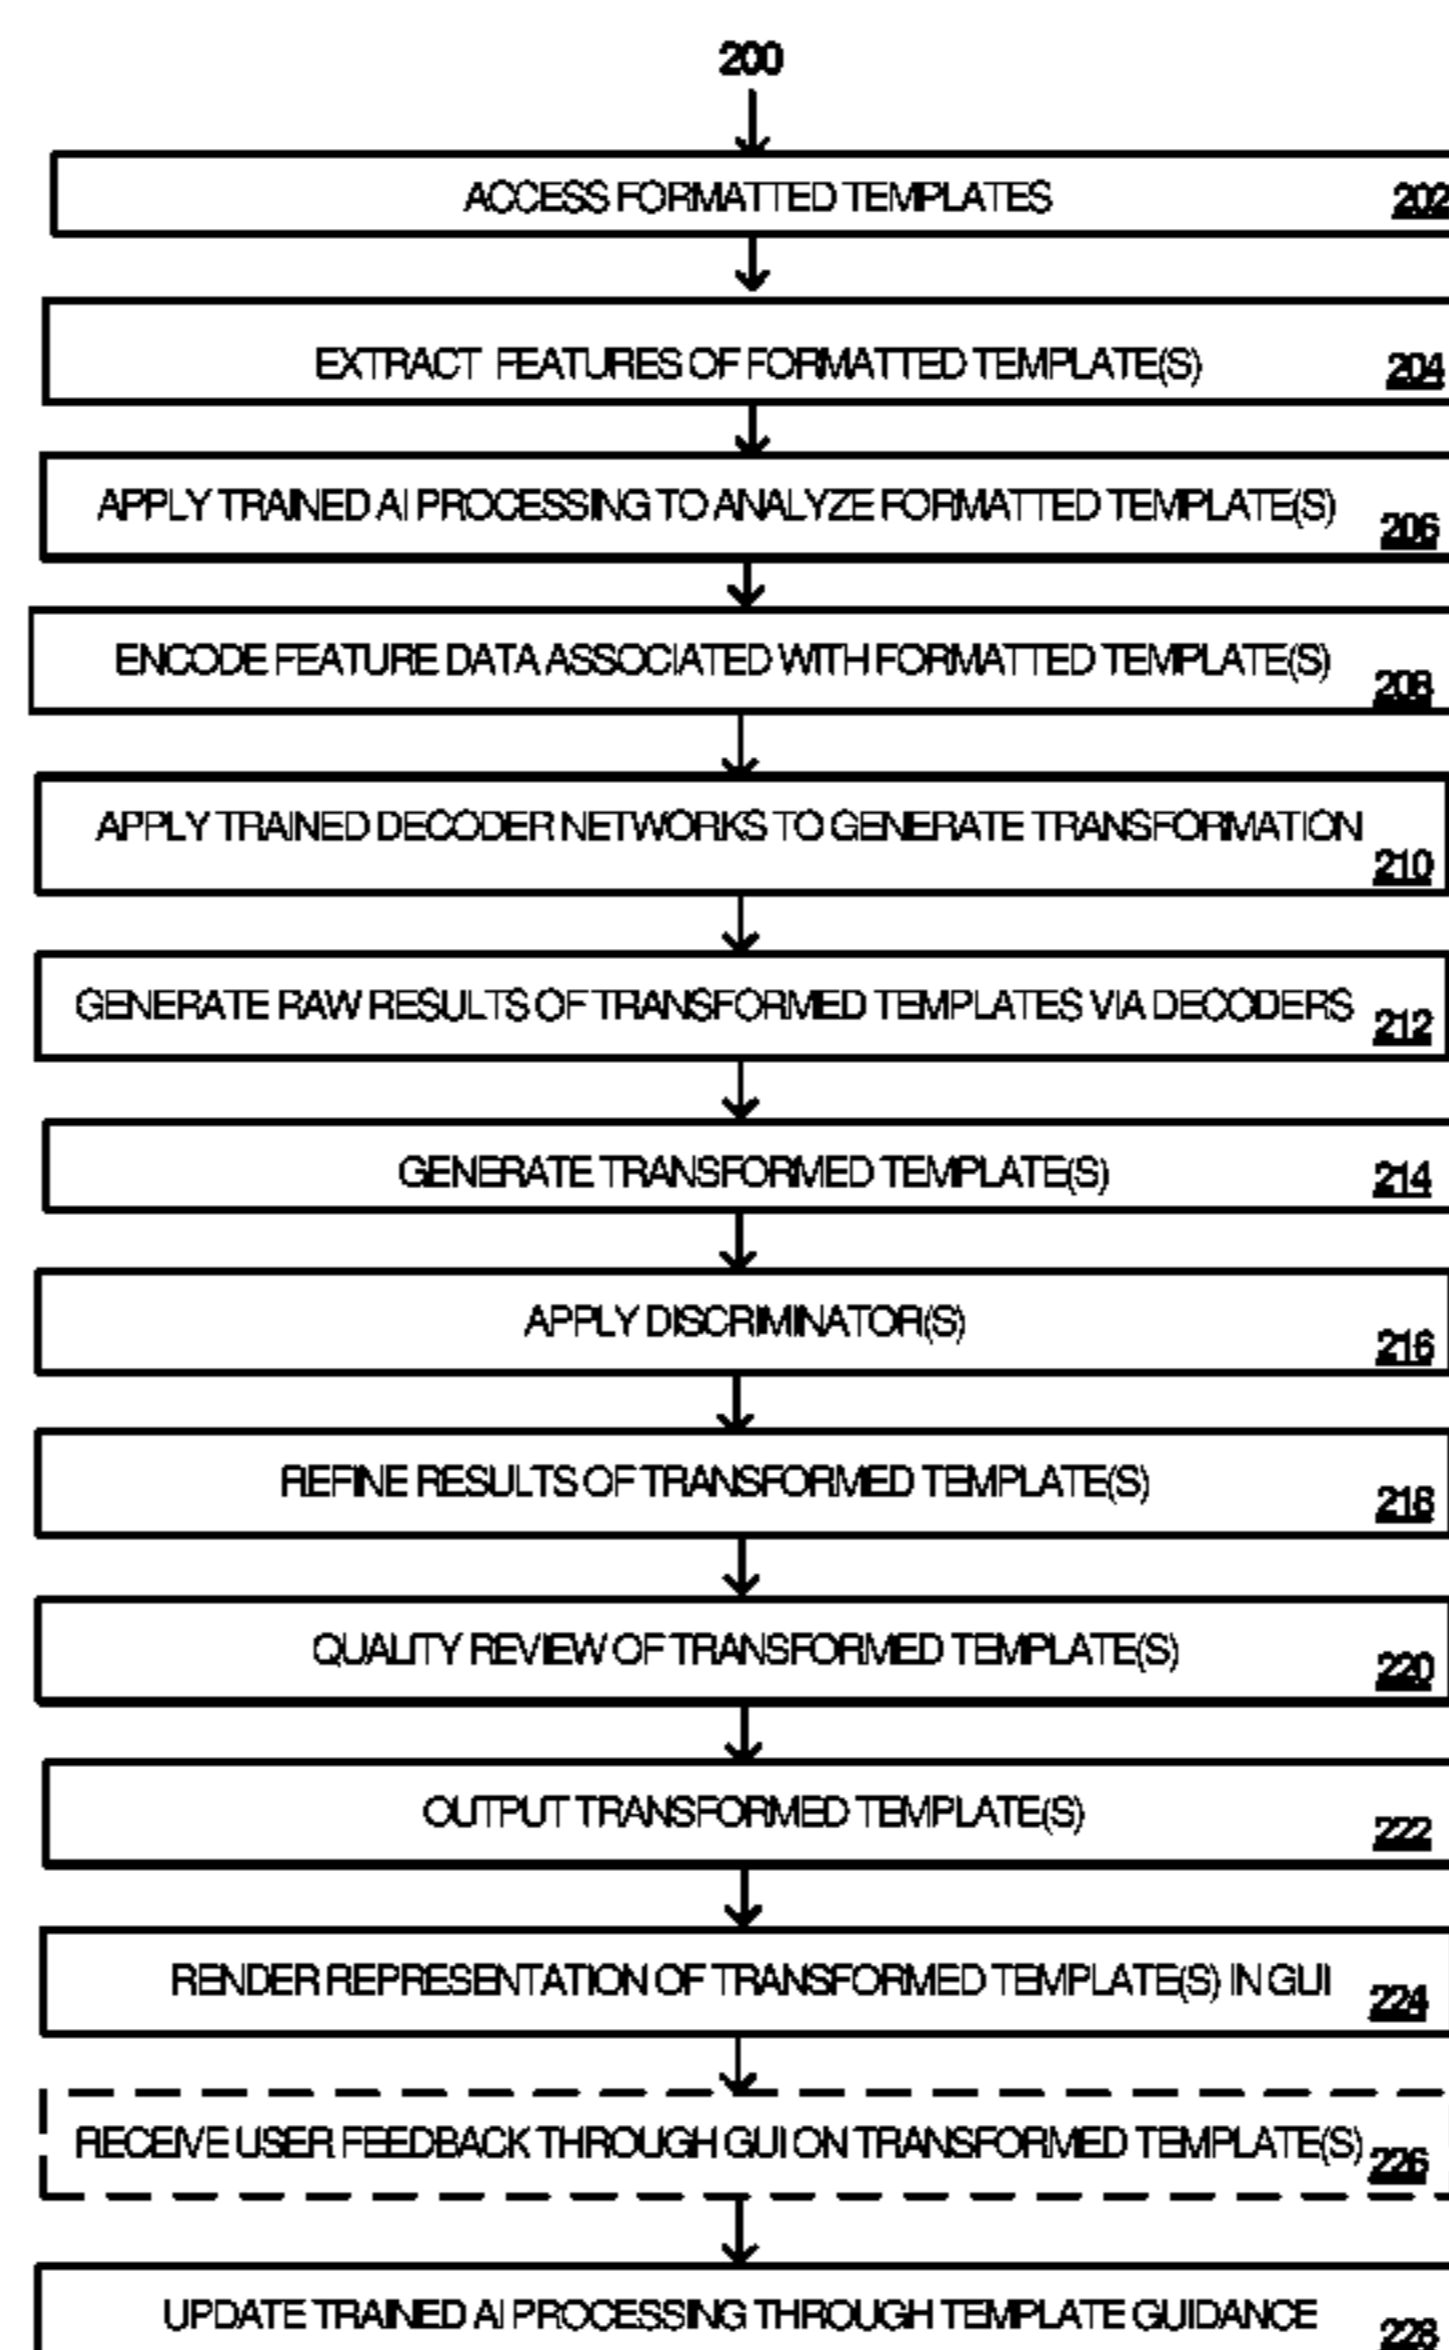 200
ACCESS FORMATTED TEMPLATES 202
EXTRACT FEATURES OF FORMATTED TEMPLATE(S) 204
APPLY TRAINED AI PROCESSING TO ANALYZE FORMATTED TEMPLATE(S) 206
ENCODE FEATURE DATA ASSOCIATED WITH FORMATTED TEMPLATE(S) 208
APPLY TRAINED DECODER NETWORKS TO GENERATE TRANSFORMATION 210
GENERATE RAW RESULTS OF TRANSFORMED TEMPLATES VIA DECODERS 212
GENERATE TRANSFORMED TEMPLATE(S) 214
APPLY DISCRIMINATOR(S) 216
REFINE RESULTS OF TRANSFORMED TEMPLATE(S) 218
QUALITY REVIEW OF TRANSFORMED TEMPLATE(S) 220
OUTPUT TRANSFORMED TEMPLATE(S) 222
RENDER REPRESENTATION OF TRANSFORMED TEMPLATE(S) IN GUI 224
RECEIVE USER FEEDBACK THROUGH GUI ON TRANSFORMED TEMPLATE(S) 226
UPDATE TRAINED AI PROCESSING THROUGH TEMPLATE GUIDANCE 228